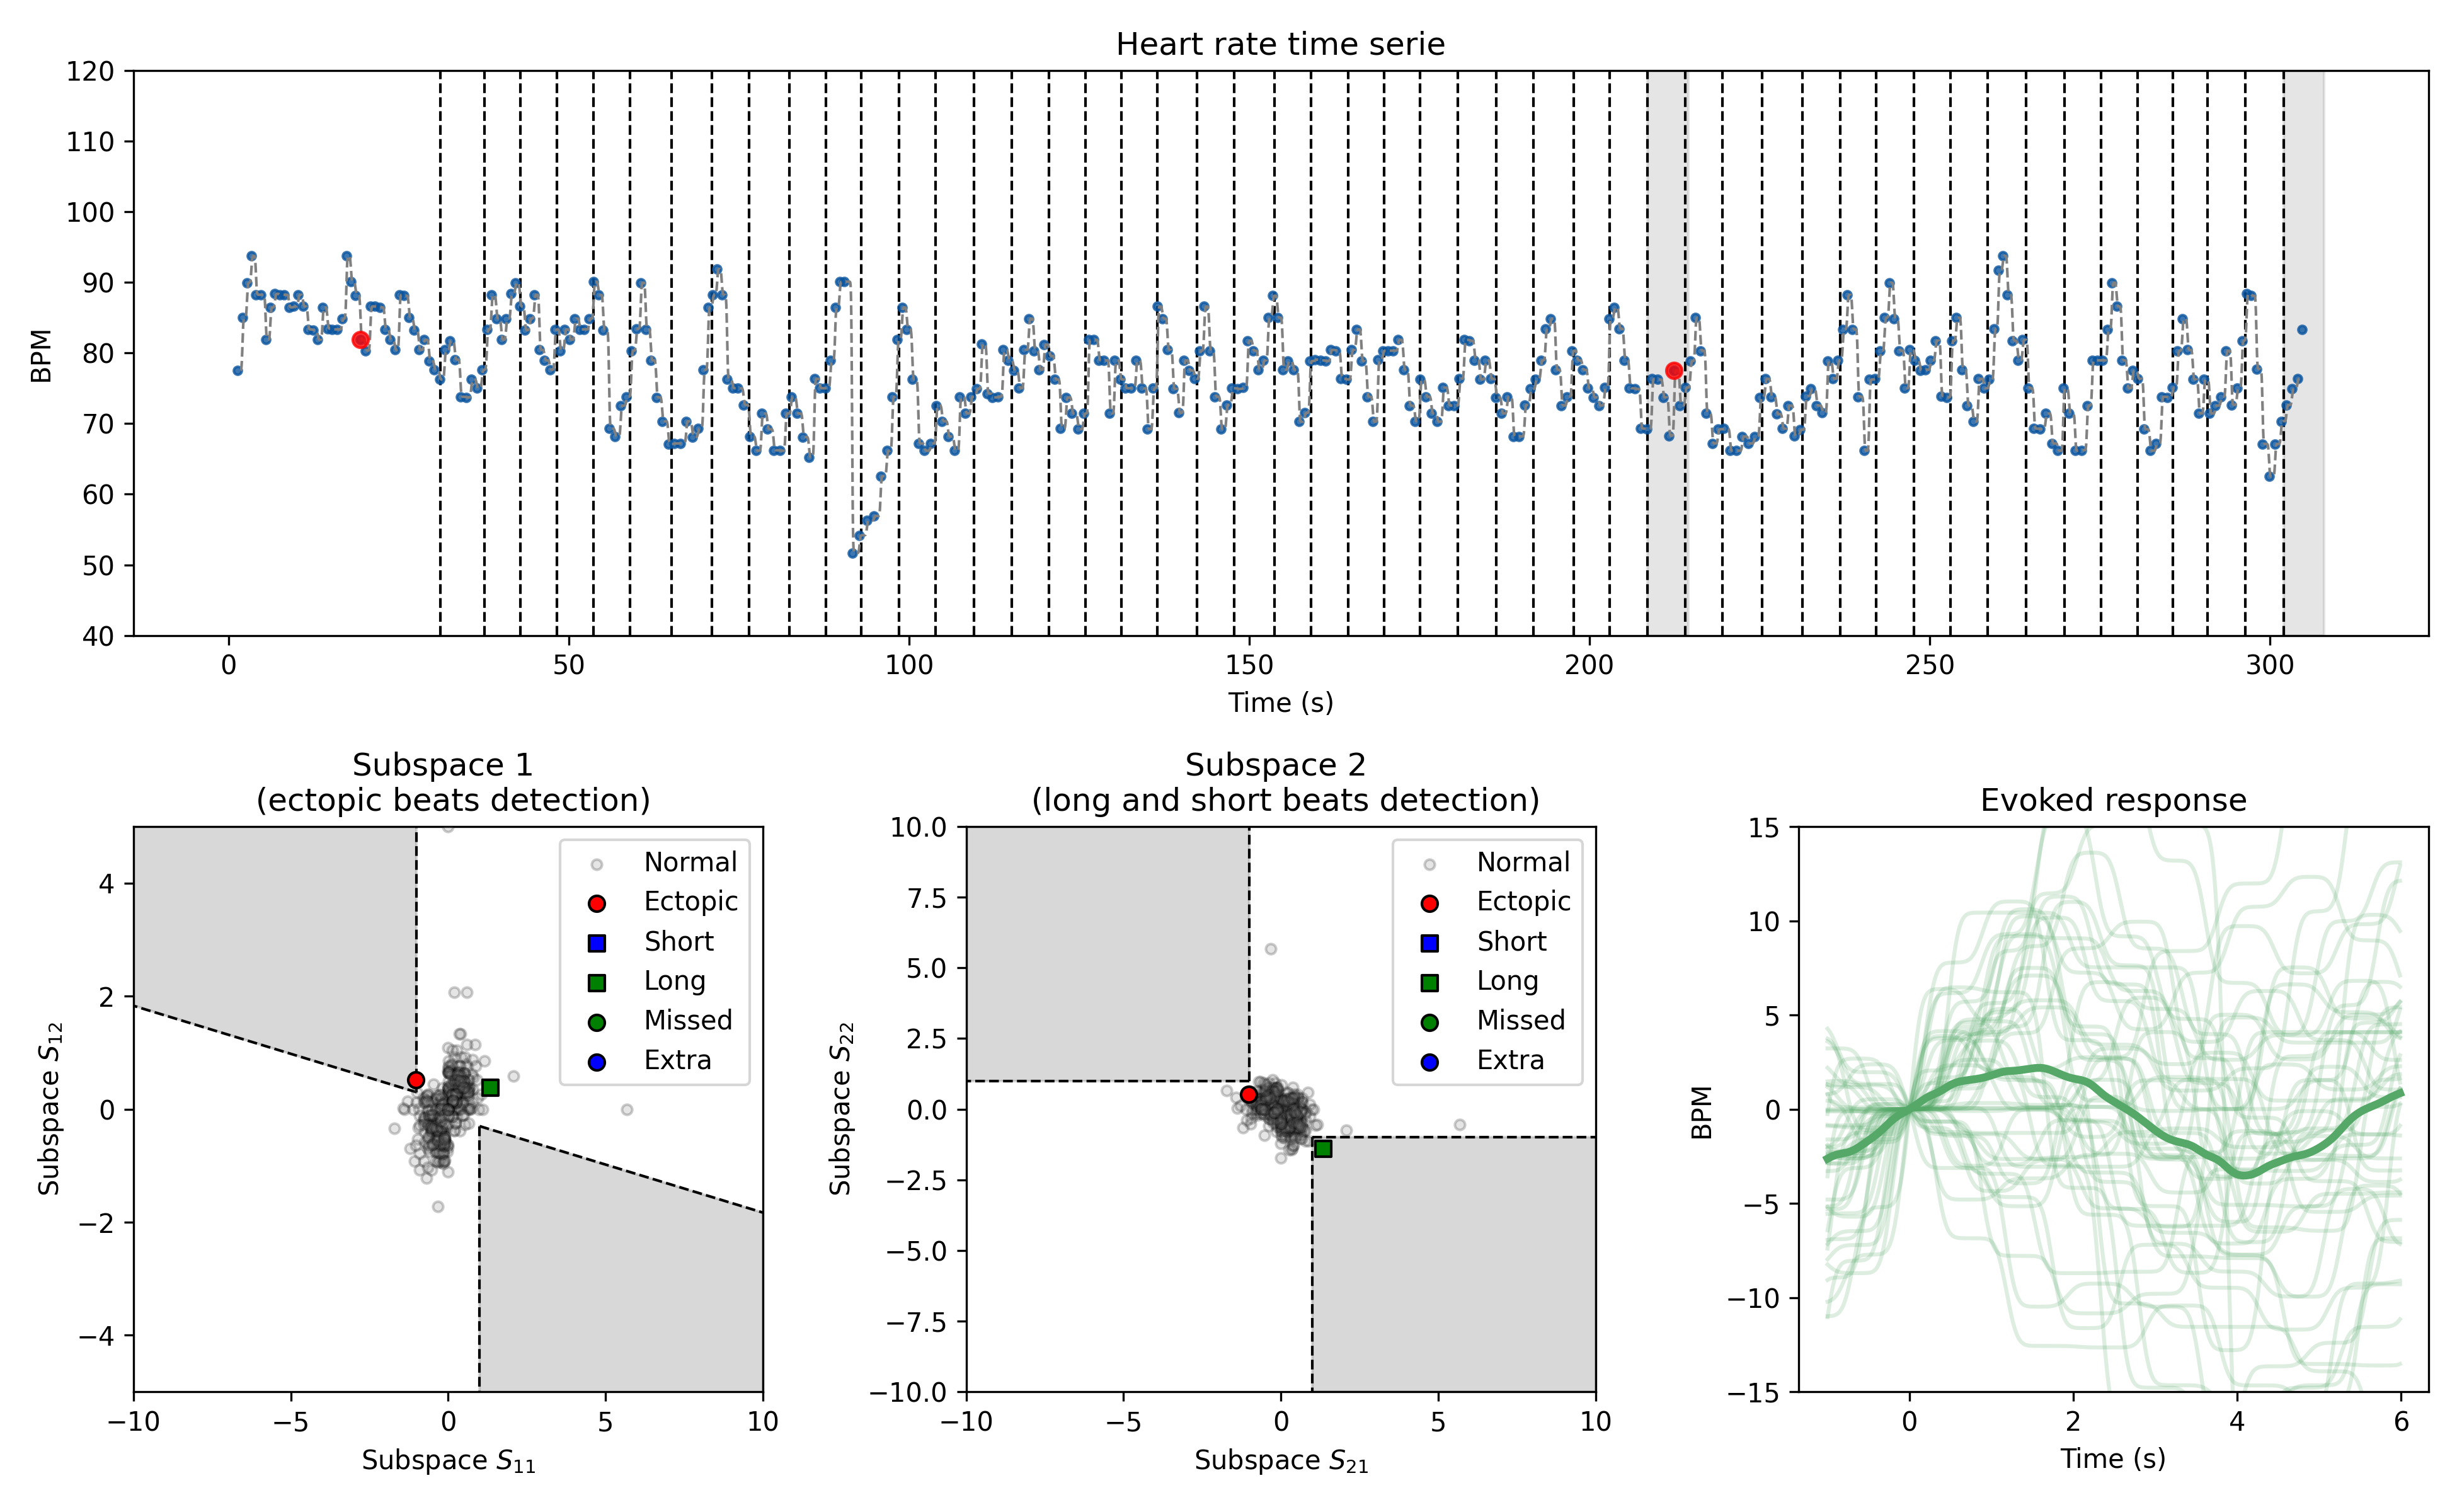 Heart rate time serie
BPM
120
110
100
90
80
70
60
50
40
0 50 100 150 200 250 300
Time (s)
Subspace 1
(ectopic beats detection)
Subspace S₁₂
4
2
0
−2
−4
Normal
Ectopic
Short
Long
Missed
Extra
−10 −5 0 5 10
Subspace S₁₁
Subspace 2
(long and short beats detection)
Subspace S₂₂
10.0
7.5
5.0
2.5
0.0
−2.5
−5.0
−7.5
−10.0
Normal
Ectopic
Short
Long
Missed
Extra
−10 −5 0 5 10
Subspace S₂₁
Evoked response
BPM
15
10
5
0
−5
−10
−15
0 2 4 6
Time (s)